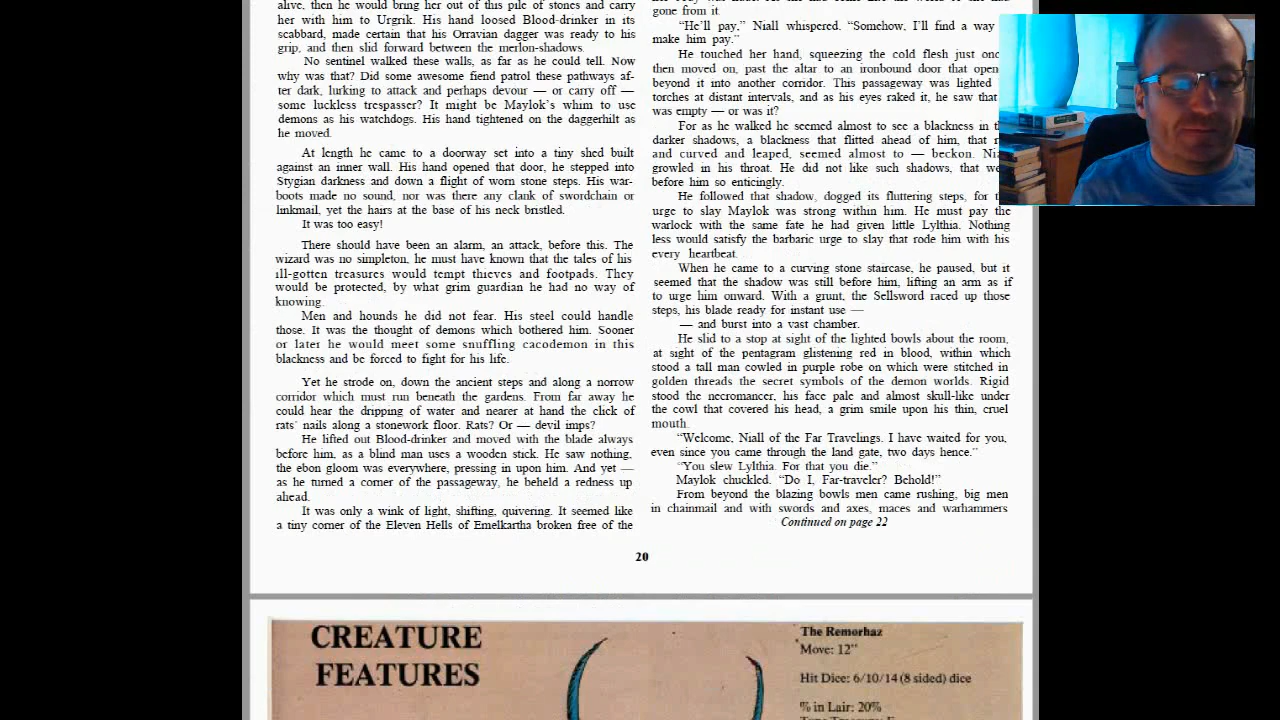 alive, then he would bring her out of this pile of stones and carry
her with him to Urgrik. His hand loosed Blood-drinker in its
scabbard, made certain that his Orravian dagger was ready to his
grip, and then slid forward between the merlon-shadows.
No sentinel walked these walls, as far as he could tell. Now
why was that? Did some awesome fiend patrol these pathways af-
ter dark, lurking to attack and perhaps devour — or carry off —
some luckless trespasser? It might be Maylok's whim to use
demons as his watchdogs. His hand tightened on the daggerhilt as
he moved.
At length he came to a doorway set into a tiny shed built
against an inner wall. His hand opened that door, he stepped into
Stygian darkness and down a flight of worn stone steps. His war-
boots made no sound, nor was there any clank of swordchain or
linkmail, yet the hairs at the base of his neck bristled.
It was too easy!
There should have been an alarm, an attack, before this. The
wizard was no simpleton, he must have known that the tales of his
ill-gotten treasures would tempt thieves and footpads. They
would be protected, by what grim guardian he had no way of
knowing.
Men and hounds he did not fear. His steel could handle
those. It was the thought of demons which bothered him. Sooner
or later he would meet some snuffling cacodemon in this
blackness and be forced to fight for his life.
Yet he strode on, down the ancient steps and along a norrow
corridor which must run beneath the gardens. From far away he
could hear the dripping of water and nearer at hand the click of
rats' nails along a stonework floor. Rats? Or — devil imps?
He lifted out Blood-drinker and moved with the blade always
before him, as a blind man uses a wooden stick. He saw nothing,
the ebon gloom was everywhere, pressing in upon him. And yet —
as he turned a corner of the passageway, he beheld a redness up
ahead.
It was only a wink of light, shifting, quivering. It seemed like
a tiny corner of the Eleven Hells of Emelkartha broken free of the
gone from it.
“He'll pay,” Niall whispered. “Somehow, I'll find a way
make him pay.”
He touched her hand, squeezing the cold flesh just
then moved on, past the altar to an ironbound door that
beyond it into another corridor. This passageway was lighted
torches at distant intervals, and as his eyes raked it, he saw that
was empty — or was it?
For as he walked he seemed almost to see a blackness in
darker shadows, a blackness that flitted ahead of him, that
and curved and leaped, seemed almost to — beckon.
growled in his throat. He did not like such shadows, that
before him so enticingly.
He followed that shadow, dogged its fluttering steps, for
urge to slay Maylok was strong within him. He must pay the
warlock with the same fate he had given little Lylthia. Nothing
less would satisfy the barbaric urge to slay that rode him with his
every heartbeat.
When he came to a curving stone staircase, he paused, but it
seemed that the shadow was still before him, lifting an arm as if
to urge him onward. With a grunt, the Sellsword raced up those
steps, his blade ready for instant use —
— and burst into a vast chamber.
He slid to a stop at sight of the lighted bowls about the room,
at sight of the pentagram glistening red in blood, within which
stood a tall man cowled in purple robe on which were stitched in
golden threads the secret symbols of the demon worlds. Rigid
stood the necromancer, his face pale and almost skull-like under
the cowl that covered his head, a grim smile upon his thin, cruel
mouth.
“Welcome, Niall of the Far Travelings. I have waited for you,
even since you came through the land gate, two days hence.”
“You slew Lylthia. For that you die.”
Maylok chuckled. “Do I, Far-traveler? Behold!”
From beyond the blazing bowls men came rushing, big men
in chainmail and with swords and axes, maces and warhammers
Continued on page 22
20
CREATURE
FEATURES
The Remorhaz
Move: 12"
Hit Dice: 6/10/14 (8 sided) dice
% in Lair: 20%